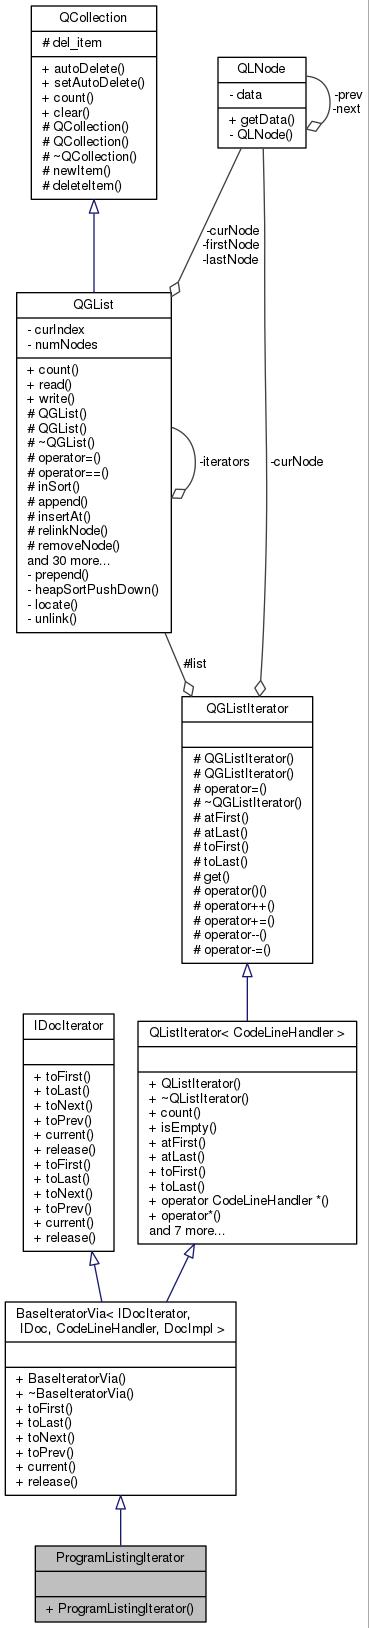 QCollection
# del_item
+ autoDelete()
+ setAutoDelete()
+ count()
+ clear()
# QCollection()
# QCollection()
# ~QCollection()
# newItem()
# deleteItem()
QLNode
- data
+ getData()
- QLNode()
-prev
-next
-curNode
-firstNode
-lastNode
QGList
- curIndex
- numNodes
+ count()
+ read()
+ write()
# QGList()
# QGList()
# ~QGList()
# operator=()
# operator==()
# inSort()
# append()
# insertAt()
# relinkNode()
# removeNode()
and 30 more...
- prepend()
- heapSortPushDown()
- locate()
- unlink()
-iterators
-curNode
#list
QGListIterator
# QGListIterator()
# QGListIterator()
# operator=()
# ~QGListIterator()
# atFirst()
# atLast()
# toFirst()
# toLast()
# get()
# operator()()
# operator++()
# operator+=()
# operator--()
# operator-=()
IDocIterator
+ toFirst()
+ toLast()
+ toNext()
+ toPrev()
+ current()
+ release()
+ toFirst()
+ toLast()
+ toNext()
+ toPrev()
+ current()
+ release()
QListIterator< CodeLineHandler >
+ QListIterator()
+ ~QListIterator()
+ count()
+ isEmpty()
+ atFirst()
+ atLast()
+ toFirst()
+ toLast()
+ operator CodeLineHandler *()
+ operator*()
and 7 more...
BaseIteratorVia< IDocIterator,
IDoc, CodeLineHandler, DocImpl >
+ BaseIteratorVia()
+ ~BaseIteratorVia()
+ toFirst()
+ toLast()
+ toNext()
+ toPrev()
+ current()
+ release()
ProgramListingIterator
+ ProgramListingIterator()